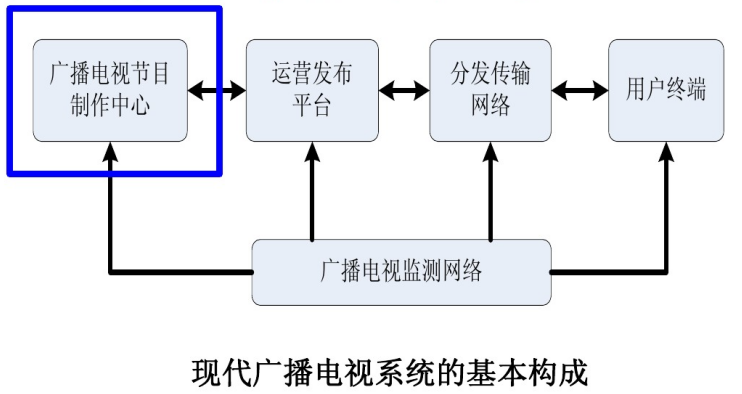 广播电视节目
制作中心
运营发布
平台
分发传输
网络
用户终端
广播电视监测网络
现代广播电视系统的基本构成